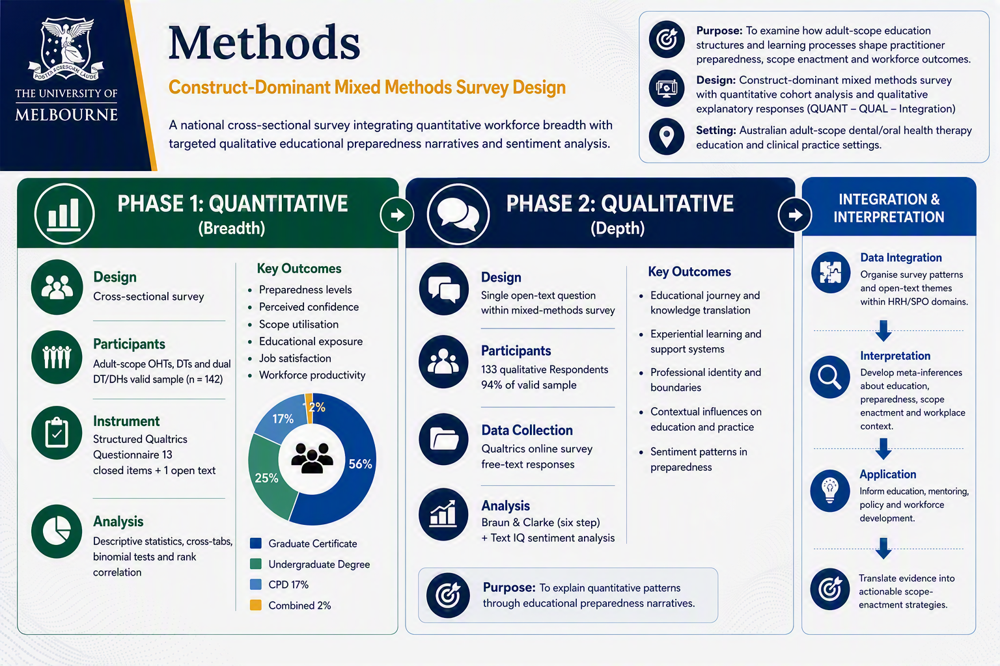 THE UNIVERSITY OF
MELBOURNE
Methods
Construct-Dominant Mixed Methods Survey Design
A national cross-sectional survey integrating quantitative workforce breadth with
targeted qualitative educational preparedness narratives and sentiment analysis.
Purpose: To examine how adult-scope education
structures and learning processes shape practitioner
preparedness, scope enactment and workforce outcomes.
Design: Construct-dominant mixed methods survey
with quantitative cohort analysis and qualitative
explanatory responses (QUANT – QUAL – Integration)
Setting: Australian adult-scope dental/oral health therapy
education and clinical practice settings.
PHASE 1: QUANTITATIVE
(Breadth)
Design
Cross-sectional survey
Participants
Adult-scope OHTs, DTs and dual
DT/DHs valid sample (n = 142)
Instrument
Structured Qualtrics
Questionnaire 13
closed items + 1 open text
Analysis
Descriptive statistics, cross-tabs,
binomial tests and rank
correlation
Key Outcomes
• Preparedness levels
• Perceived confidence
• Scope utilisation
• Educational exposure
• Job satisfaction
• Workforce productivity
2%
17%
56%
25%
Graduate Certificate
Undergraduate Degree
CPD 17%
Combined 2%
PHASE 2: QUALITATIVE
(Depth)
Design
Single open-text question
within mixed-methods survey
Participants
133 qualitative Respondents
94% of valid sample
Data Collection
Qualtrics online survey
free-text responses
Analysis
Braun & Clarke (six step)
+ Text IQ sentiment analysis
Key Outcomes
• Educational journey and
knowledge translation
• Experiential learning and
support systems
• Professional identity and
boundaries
• Contextual influences on
education and practice
• Sentiment patterns in
preparedness
Purpose: To explain quantitative patterns
through educational preparedness narratives.
INTEGRATION &
INTERPRETATION
Data Integration
Organise survey patterns
and open-text themes
within HRH/SPO domains.
Interpretation
Develop meta-inferences
about education,
preparedness, scope
enactment and workplace
context.
Application
Inform education, mentoring,
policy and workforce
development.
Translate evidence into
actionable scope-
enactment strategies.